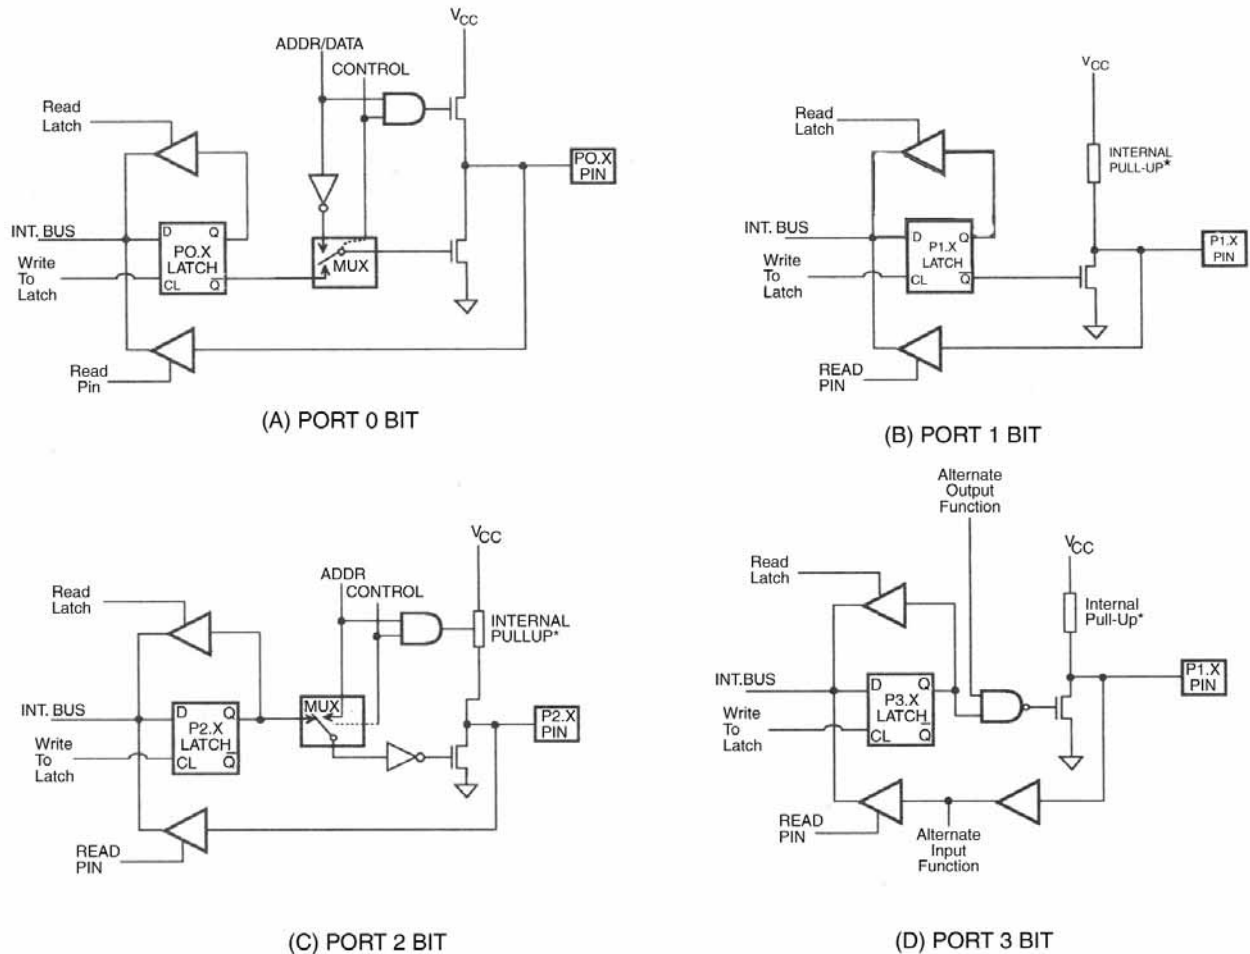 VCC
ADDR/DATA
CONTROL
Read
Latch
PO.X
PIN
INT. BUS
D Q
PO.X
LATCH
CL Q
MUX
Write
To
Latch
Read
Pin
(A) PORT 0 BIT
VCC
Read
Latch
INTERNAL
PULL-UP*
INT. BUS
D Q
P1.X
LATCH
CL Q
P1.X
PIN
Write
To
Latch
READ
PIN
(B) PORT 1 BIT
VCC
ADDR
CONTROL
Read
Latch
INTERNAL
PULLUP*
INT. BUS
D Q
P2.X
LATCH
CL Q
MUX
P2.X
PIN
Write
To
Latch
READ
PIN
(C) PORT 2 BIT
Alternate
Output
Function
VCC
Read
Latch
Internal
Pull-Up*
INT.BUS
D Q
P3.X
LATCH
CL Q
P1.X
PIN
Write
To
Latch
READ
PIN
Alternate
Input
Function
(D) PORT 3 BIT